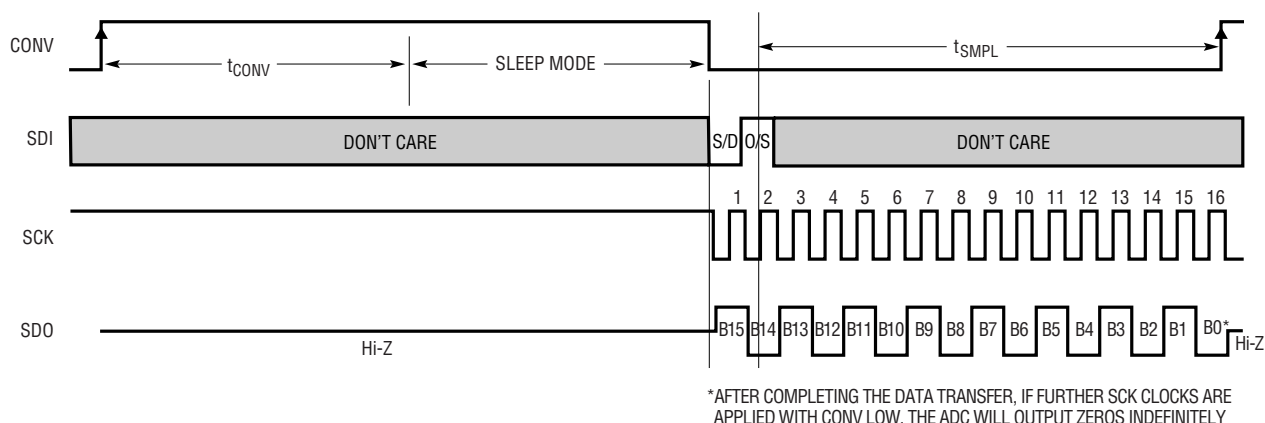 CONV
tCONV
SLEEP MODE
tSMPL
SDI
DON'T CARE
S/D
O/S
DON'T CARE
1 2 3 4 5 6 7 8 9 10 11 12 13 14 15 16
SCK
SDO
Hi-Z
B15 B14 B13 B12 B11 B10 B9 B8 B7 B6 B5 B4 B3 B2 B1 B0*
Hi-Z
*AFTER COMPLETING THE DATA TRANSFER, IF FURTHER SCK CLOCKS ARE
APPLIED WITH CONV LOW, THE ADC WILL OUTPUT ZEROS INDEFINITELY